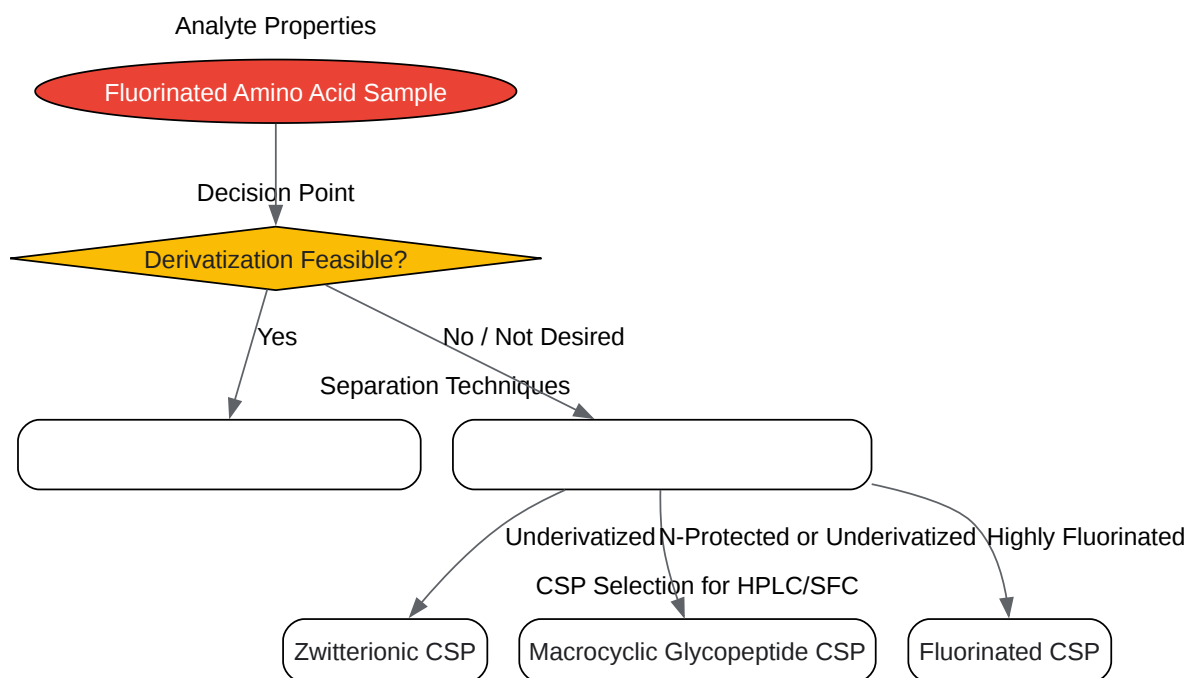 Analyte Properties
Fluorinated Amino Acid Sample
Decision Point
Derivatization Feasible?
Yes
No / Not Desired
Separation Techniques
Underivatized
N-Protected or Underivatized
Highly Fluorinated
CSP Selection for HPLC/SFC
Zwitterionic CSP
Macrocyclic Glycopeptide CSP
Fluorinated CSP